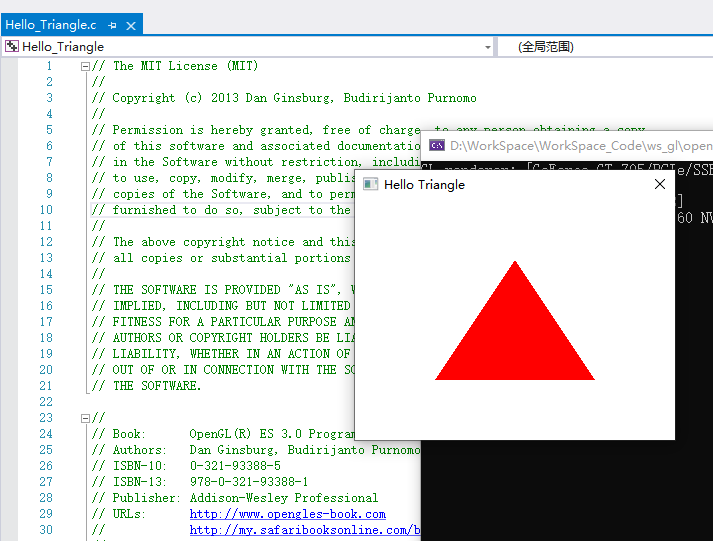 Hello_Triangle.c
Hello_Triangle
(全局范围)
1 // The MIT License (MIT)
2 //
3 // Copyright (c) 2013 Dan Ginsburg, Budirijanto Purnomo
4 //
5 // Permission is hereby granted, free of charge, to any person obtaining a copy
6 // of this software and associated documentatio
7 // in the Software without restriction, includi
8 // to use, copy, modify, merge, publis
9 // copies of the Software, and to perm
10 // furnished to do so, subject to the
11 //
12 // The above copyright notice and this
13 // all copies or substantial portions
14 //
15 // THE SOFTWARE IS PROVIDED "AS IS", W
16 // IMPLIED, INCLUDING BUT NOT LIMITED
17 // FITNESS FOR A PARTICULAR PURPOSE AN
18 // AUTHORS OR COPYRIGHT HOLDERS BE LIA
19 // LIABILITY, WHETHER IN AN ACTION OF
20 // OUT OF OR IN CONNECTION WITH THE SO
21 // THE SOFTWARE.
22
23 //
24 // Book: OpenGL(R) ES 3.0 Program
25 // Authors: Dan Ginsburg, Budirijanto Purnomo
26 // ISBN-10: 0-321-93388-5
27 // ISBN-13: 978-0-321-93388-1
28 // Publisher: Addison-Wesley Professional
29 // URLs: http://www.opengles-book.com
30 // http://my.safaribooksonline.com/b
D:\WorkSpace\WorkSpace_Code\ws_gl\open
GL renderer: [GeForce GT 705/PCIe/SSE
]
60 NV
Hello Triangle